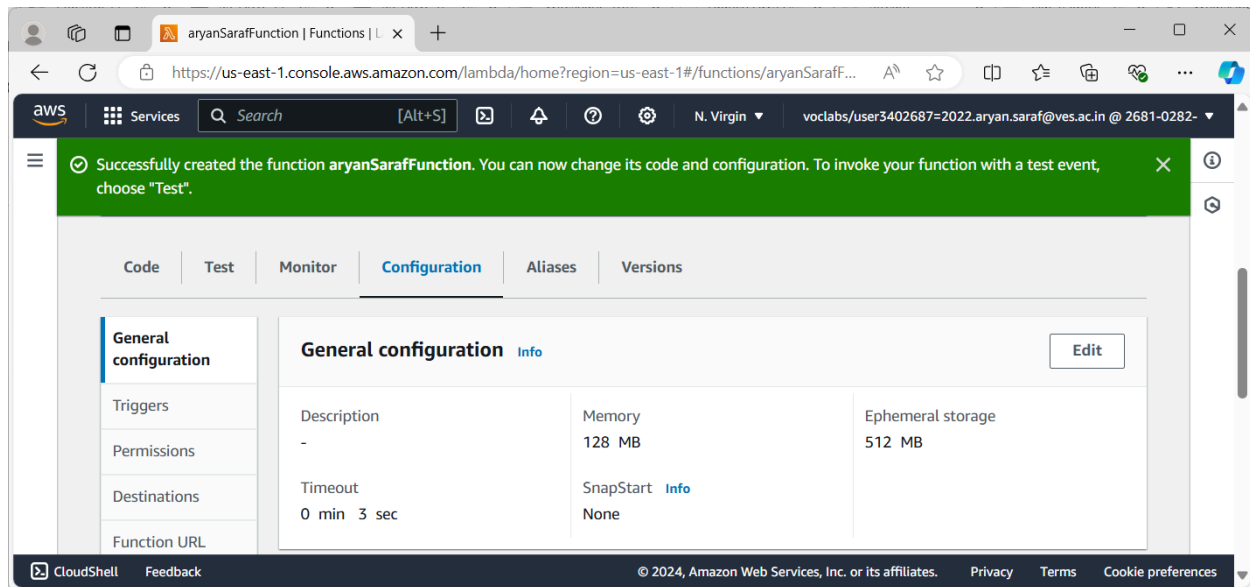 aryanSarafFunction | Functions | L
https://us-east-1.console.aws.amazon.com/lambda/home?region=us-east-1#/functions/aryanSarafF...
aws Services Search [Alt+S] N. Virgin voclabs/user3402687=2022.aryan.saraf@ves.ac.in @ 2681-0282-
Successfully created the function aryanSarafFunction. You can now change its code and configuration. To invoke your function with a test event,
choose "Test".
Code Test Monitor Configuration Aliases Versions
General
configuration
Triggers
Permissions
Destinations
Function URL
General configuration Info Edit
Description Memory Ephemeral storage
- 128 MB 512 MB
Timeout SnapStart Info
0 min 3 sec None
CloudShell Feedback © 2024, Amazon Web Services, Inc. or its affiliates. Privacy Terms Cookie preferences